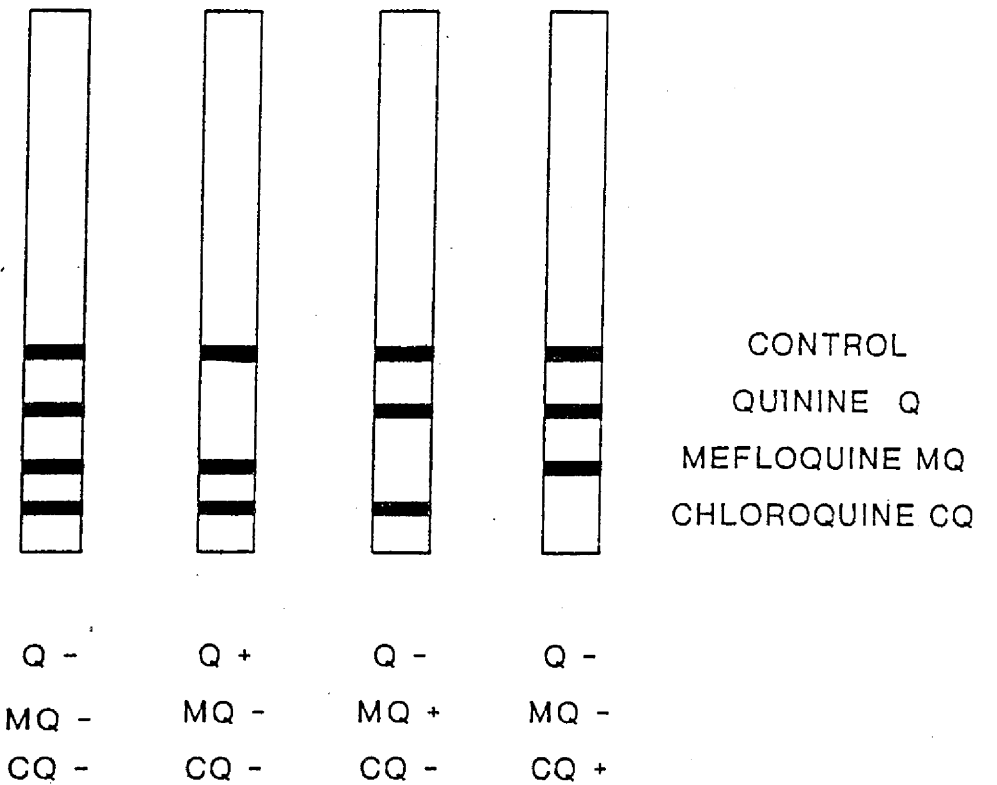 CONTROL
QUININE Q
MEFLOQUINE MQ
CHLOROQUINE CQ
Q - Q + Q - Q -
MQ - MQ - MQ + MQ -
CQ - CQ - CQ - CQ +